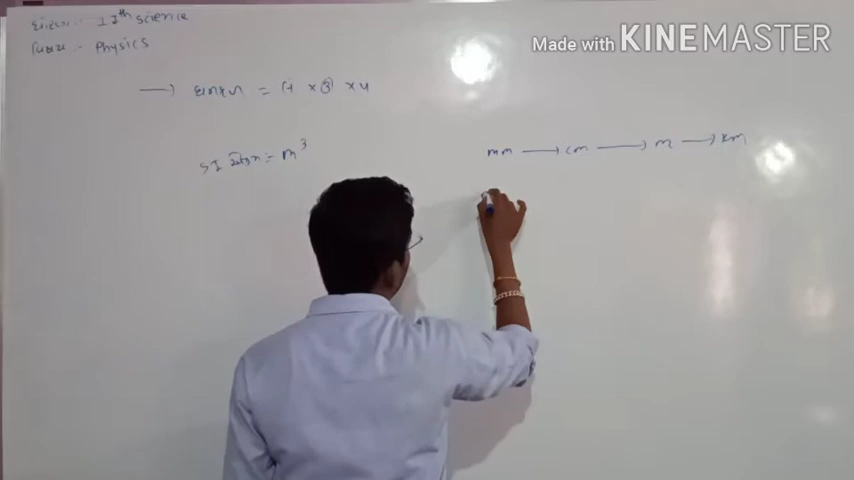 ધોરણ :- 11th science
વિષય :- Physics
Made with KINEMASTER
→ ઘનફળ = લં × × ઊં
SI એકમ :- m³
mm → cm → m → km